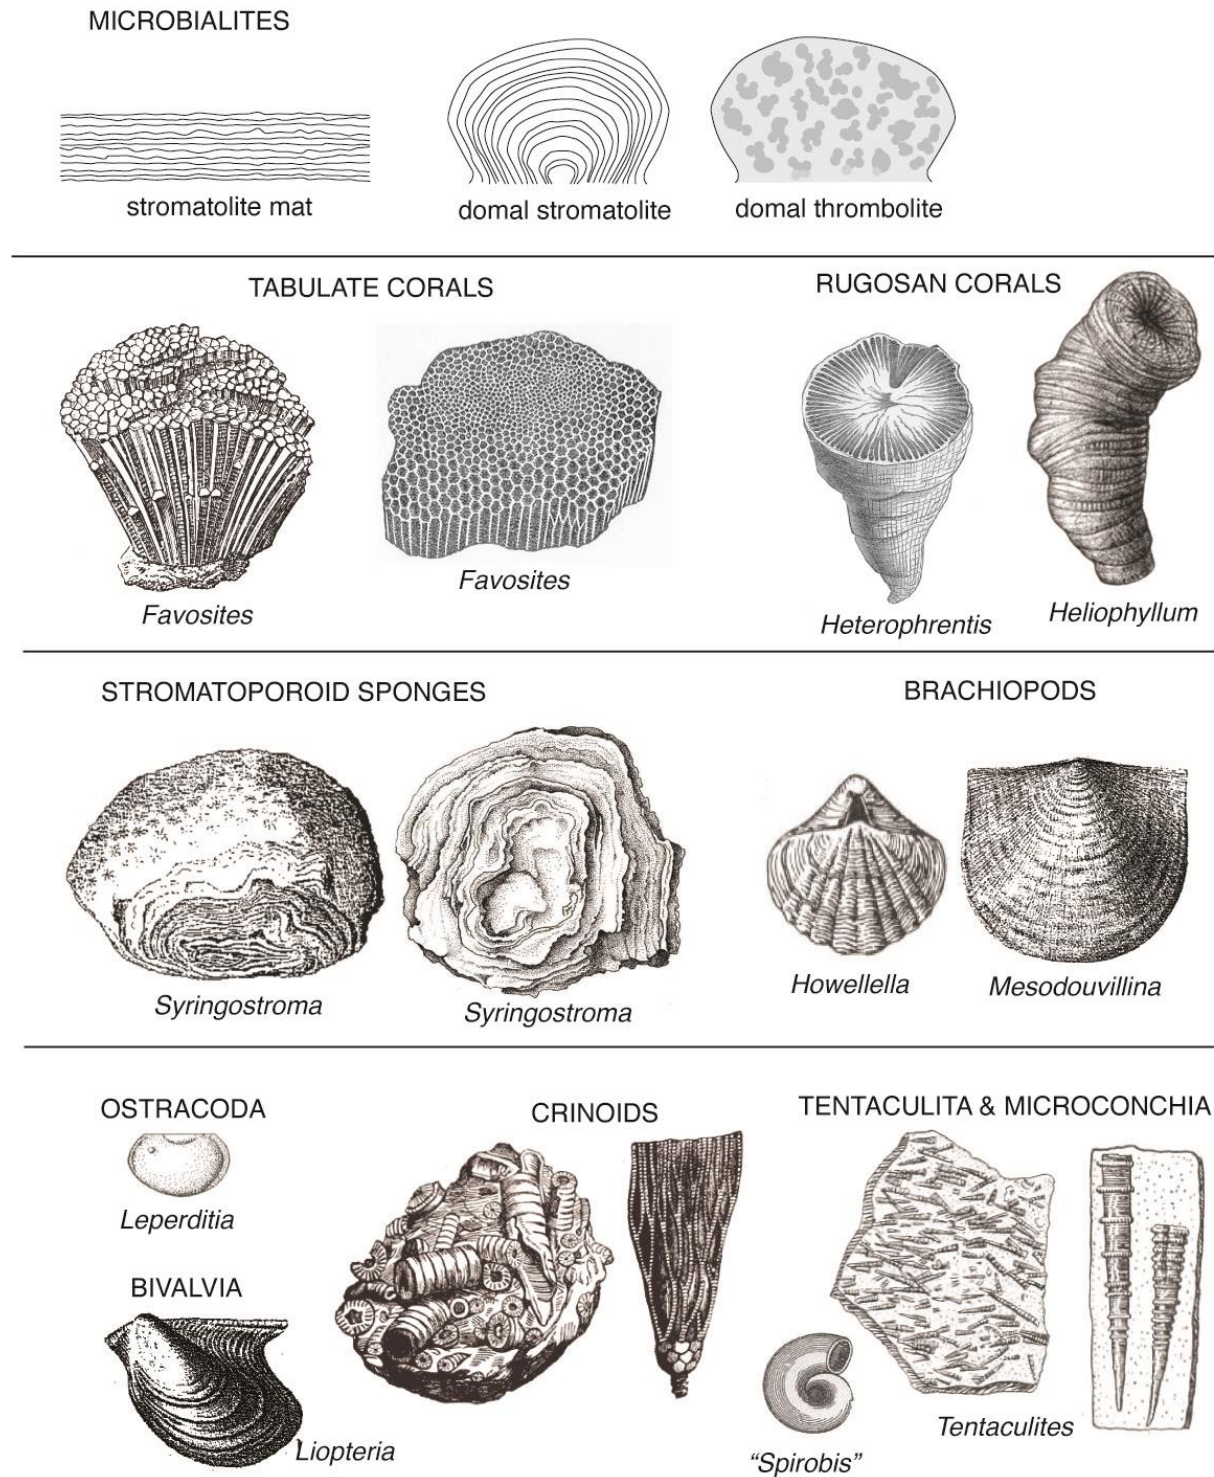 MICROBIALITES
stromatolite mat
domal stromatolite
domal thrombolite
TABULATE CORALS
RUGOSAN CORALS
Favosites
Favosites
Heterophrentis
Heliophyllum
STROMATOPOROID SPONGES
BRACHIOPODS
Syringostroma
Syringostroma
Howellella
Mesodouvillina
OSTRACODA
CRINOIDS
TENTACULITA & MICROCONCHIA
Leperditia
BIVALVIA
Liopteria
Tentaculites
“Spirobis”